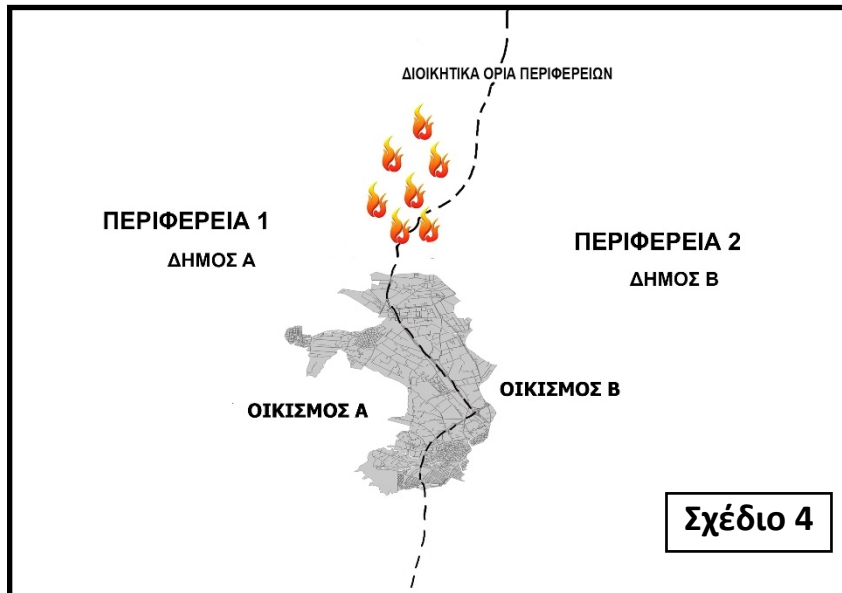 ΔΙΟΙΚΗΤΙΚΑ ΟΡΙΑ ΠΕΡΙΦΕΡΕΙΩΝ
ΠΕΡΙΦΕΡΕΙΑ 1
ΔΗΜΟΣ Α
ΠΕΡΙΦΕΡΕΙΑ 2
ΔΗΜΟΣ Β
ΟΙΚΙΣΜΟΣ Α
ΟΙΚΙΣΜΟΣ Β
Σχέδιο 4